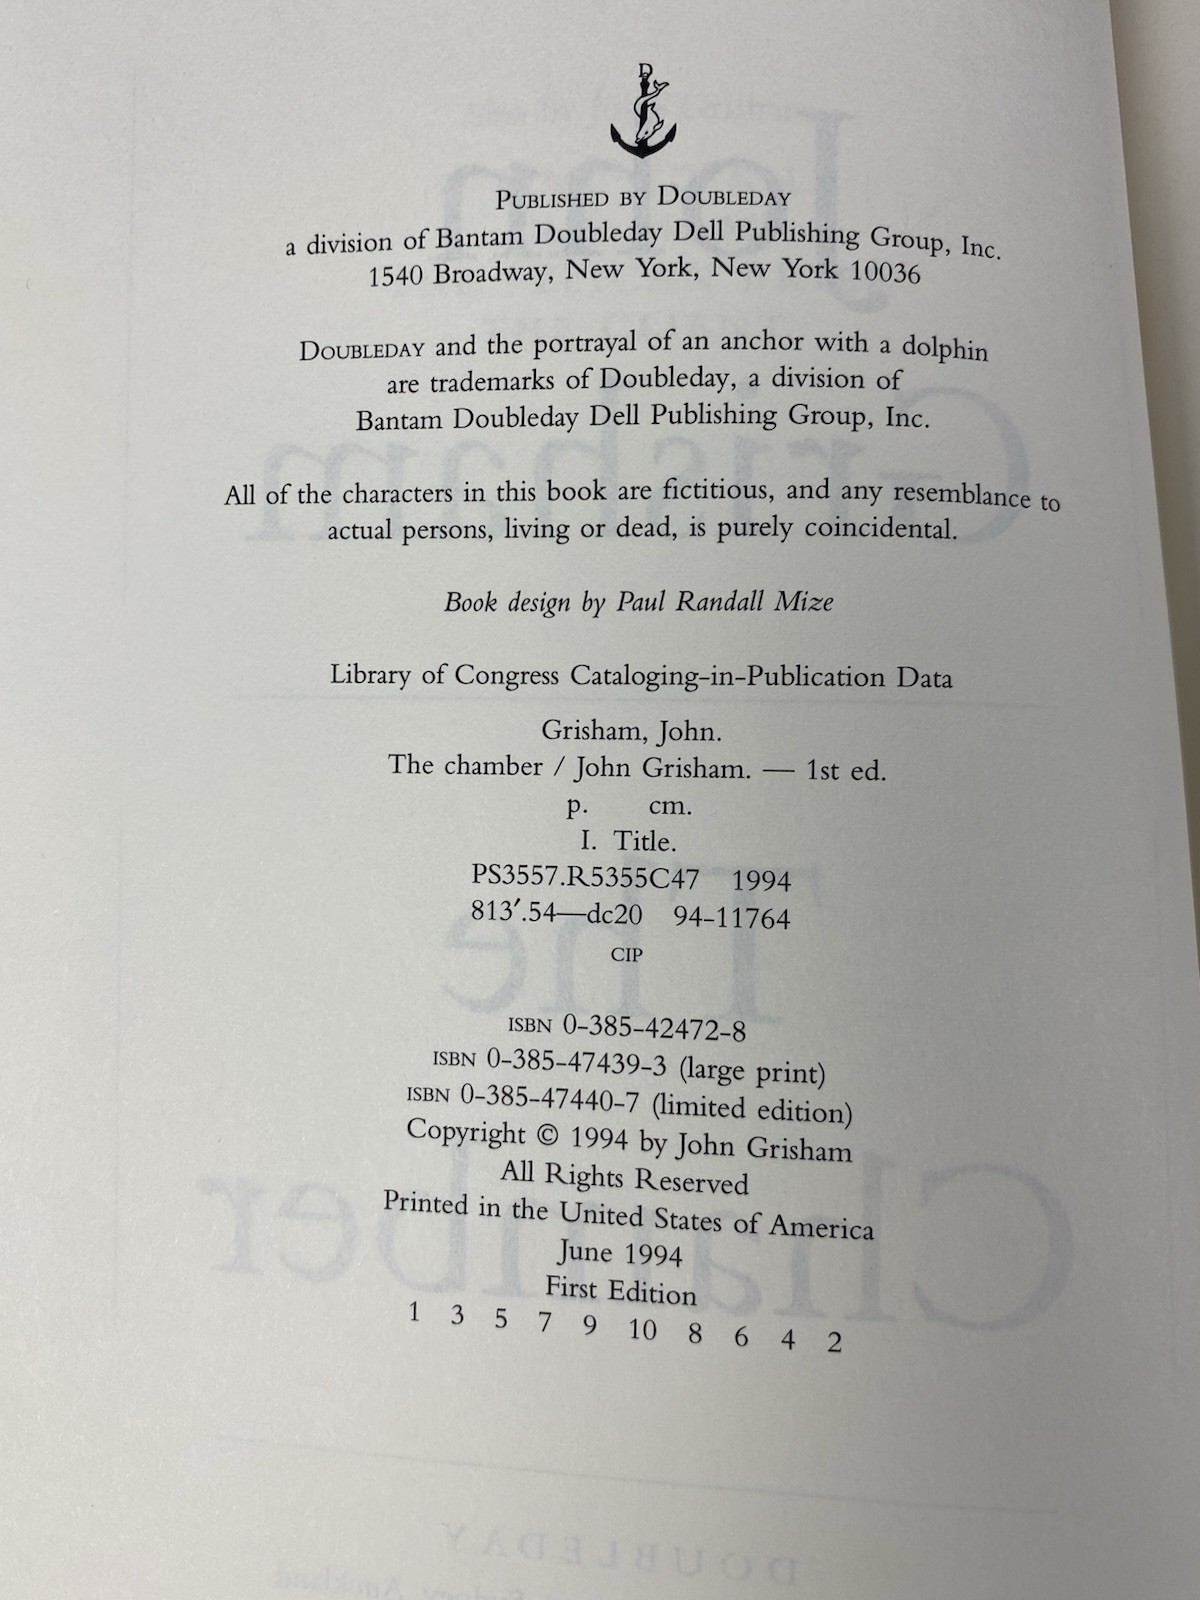 D
PUBLISHED BY DOUBLEDAY
a division of Bantam Doubleday Dell Publishing Group, Inc.
1540 Broadway, New York, New York 10036
DOUBLEDAY and the portrayal of an anchor with a dolphin
are trademarks of Doubleday, a division of
Bantam Doubleday Dell Publishing Group, Inc.
All of the characters in this book are fictitious, and any resemblance to
actual persons, living or dead, is purely coincidental.
Book design by Paul Randall Mize
Library of Congress Cataloging-in-Publication Data
Grisham, John.
The chamber / John Grisham. — 1st ed.
p. cm.
I. Title.
PS3557.R5355C47 1994
813′.54—dc20 94-11764
CIP
ISBN 0-385-42472-8
ISBN 0-385-47439-3 (large print)
ISBN 0-385-47440-7 (limited edition)
Copyright © 1994 by John Grisham
All Rights Reserved
Printed in the United States of America
June 1994
First Edition
1 3 5 7 9 10 8 6 4 2
John
Grisham
The
Chamber
DOUBLEDAY